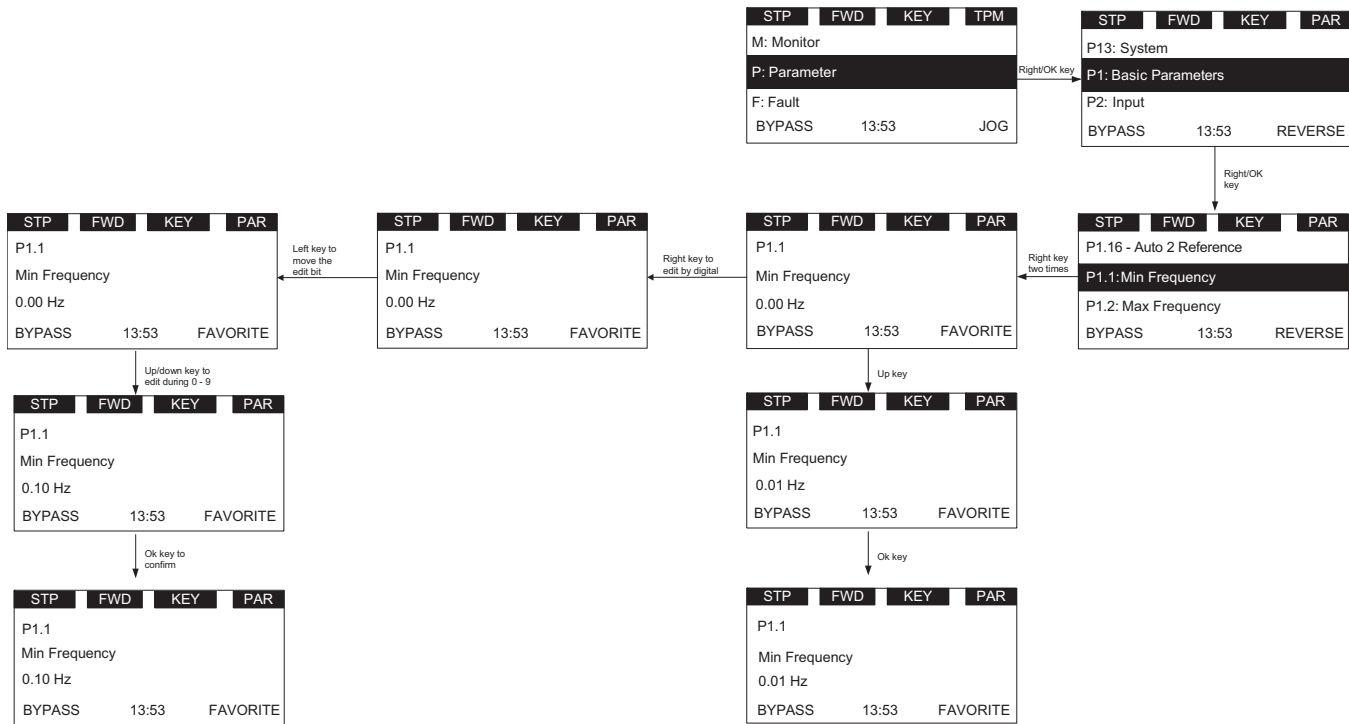 STP FWD KEY TPM
M: Monitor
P: Parameter
F: Fault
BYPASS 13:53 JOG
Right/OK key
STP FWD KEY PAR
P13: System
P1: Basic Parameters
P2: Input
BYPASS 13:53 REVERSE
Right/OK
key
STP FWD KEY PAR
P1.16 - Auto 2 Reference
P1.1:Min Frequency
P1.2: Max Frequency
BYPASS 13:53 REVERSE
Right key
two times
STP FWD KEY PAR
P1.1
Min Frequency
0.00 Hz
BYPASS 13:53 FAVORITE
Right key to
edit by digital
STP FWD KEY PAR
P1.1
Min Frequency
0.00 Hz
BYPASS 13:53 FAVORITE
Left key to
move the
edit bit
STP FWD KEY PAR
P1.1
Min Frequency
0.00 Hz
BYPASS 13:53 FAVORITE
Up/down key to
edit during 0 - 9
STP FWD KEY PAR
P1.1
Min Frequency
0.10 Hz
BYPASS 13:53 FAVORITE
Ok key to
confirm
STP FWD KEY PAR
P1.1
Min Frequency
0.10 Hz
BYPASS 13:53 FAVORITE
Up key
STP FWD KEY PAR
P1.1
Min Frequency
0.01 Hz
BYPASS 13:53 FAVORITE
Ok key
STP FWD KEY PAR
P1.1
Min Frequency
0.01 Hz
BYPASS 13:53 FAVORITE